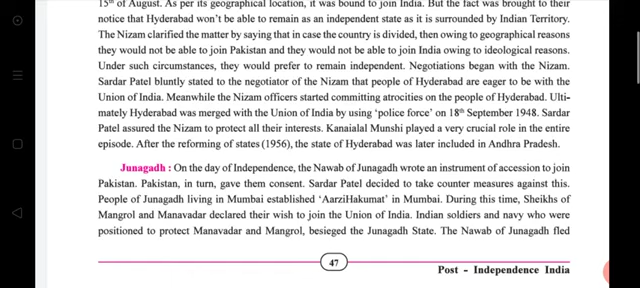 15th of August. As per its geographical location, it was bound to join India. But the fact was brought to their
notice that Hyderabad won't be able to remain as an independent state as it is surrounded by Indian Territory.
The Nizam clarified the matter by saying that in case the country is divided, then owing to geographical reasons
they would not be able to join Pakistan and they would not be able to join India owing to ideological reasons.
Under such circumstances, they would prefer to remain independent. Negotiations began with the Nizam.
Sardar Patel bluntly stated to the negotiator of the Nizam that people of Hyderabad are eager to be with the
Union of India. Meanwhile the Nizam officers started committing atrocities on the people of Hyderabad. Ulti-
mately Hyderabad was merged with the Union of India by using 'police force' on 18th September 1948. Sardar
Patel assured the Nizam to protect all their interests. Kanaialal Munshi played a very crucial role in the entire
episode. After the reforming of states (1956), the state of Hyderabad was later included in Andhra Pradesh.
Junagadh : On the day of Independence, the Nawab of Junagadh wrote an instrument of accession to join
Pakistan. Pakistan, in turn, gave them consent. Sardar Patel decided to take counter measures against this.
People of Junagadh living in Mumbai established 'AarziHakumat' in Mumbai. During this time, Sheikhs of
Mangrol and Manavadar declared their wish to join the Union of India. Indian soldiers and navy who were
positioned to protect Manavadar and Mangrol, besieged the Junagadh State. The Nawab of Junagadh fled
47
Post - Independence India